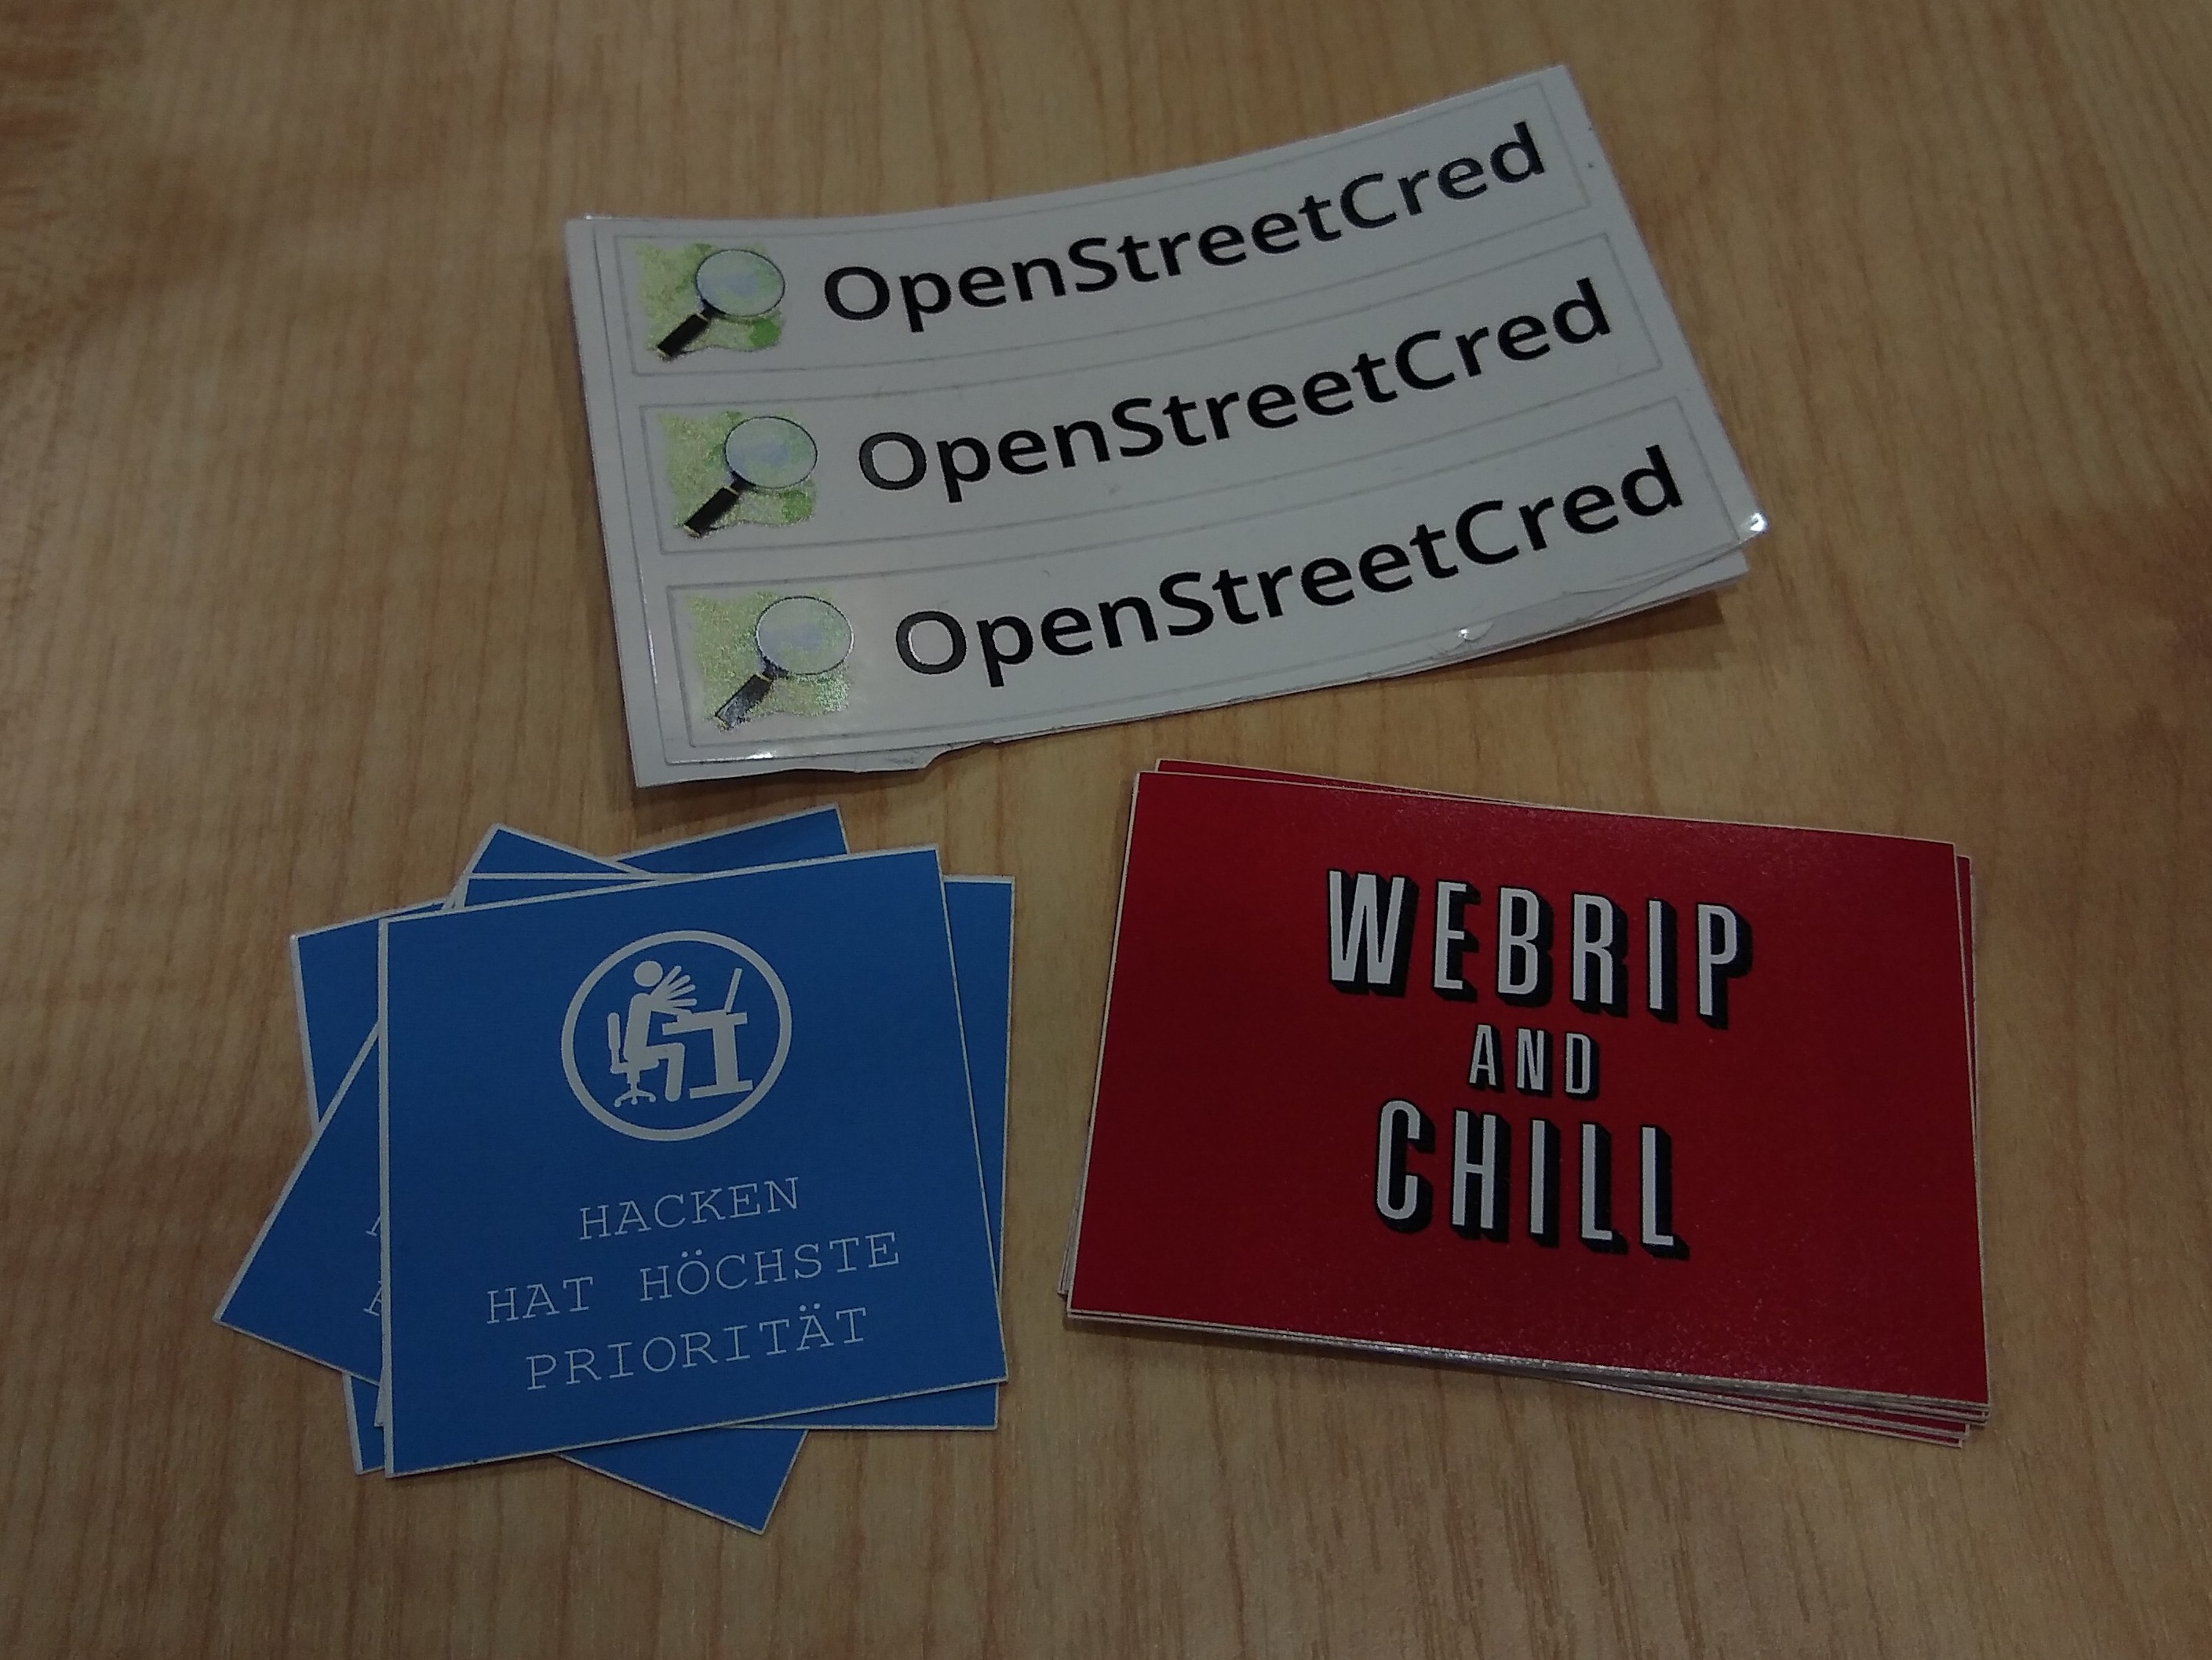 OpenStreetCred
OpenStreetCred
OpenStreetCred
HACKEN
HAT HÖCHSTE
PRIORITÄT
WEBRIP
AND
CHILL